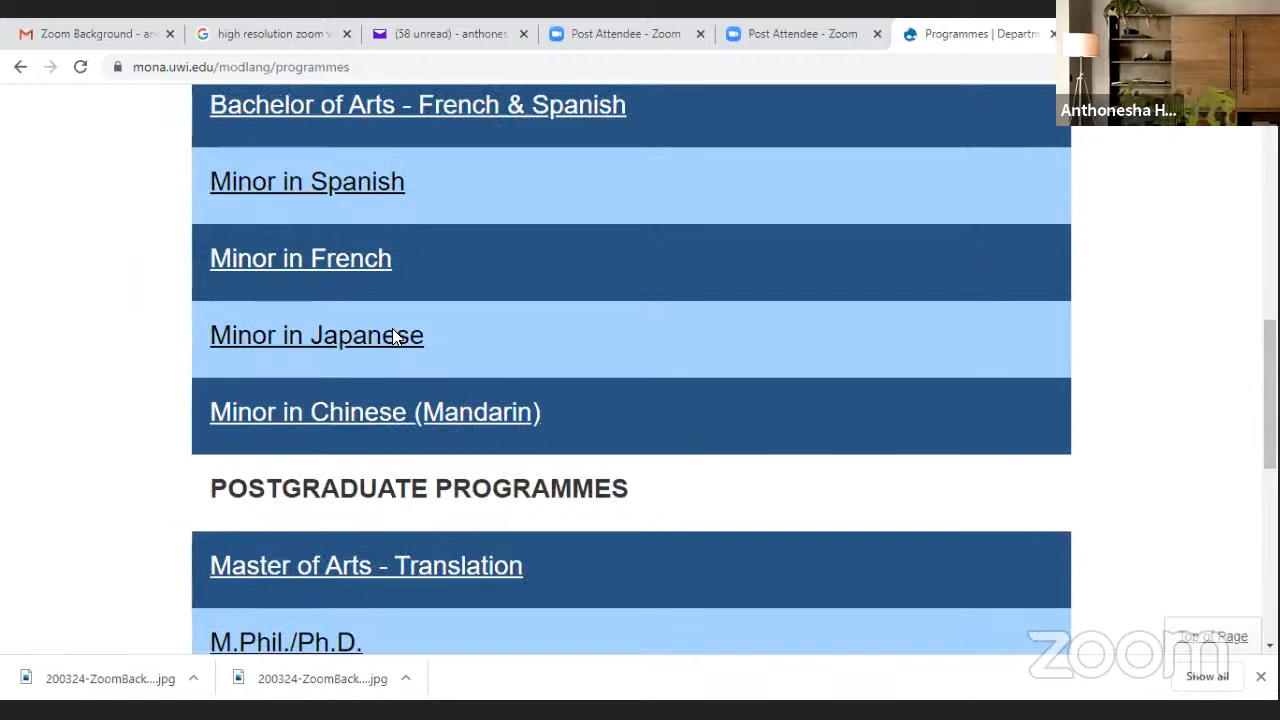 Zoom Background - an
high resolution zoom v
(58 unread) - anthones
Post Attendee - Zoom
Post Attendee - Zoom
Programmes | Departm
mona.uwi.edu/modlang/programmes
Anthonesha H...
Bachelor of Arts - French & Spanish
Minor in Spanish
Minor in French
Minor in Japanese
Minor in Chinese (Mandarin)
POSTGRADUATE PROGRAMMES
Master of Arts - Translation
M.Phil./Ph.D.
Top of Page
zoom
200324-ZoomBack....jpg
200324-ZoomBack....jpg
Show all